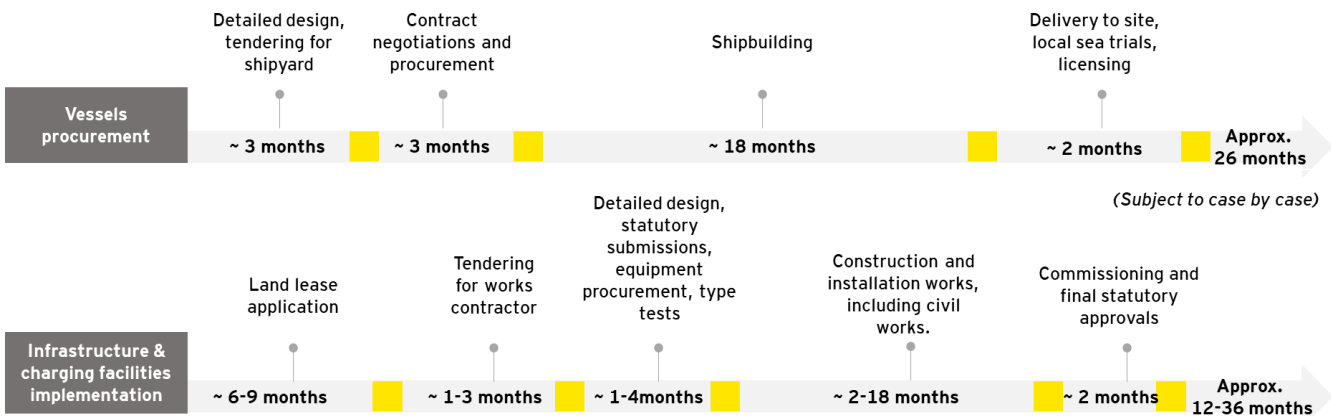 Detailed design,
tendering for
shipyard
Contract
negotiations and
procurement
Shipbuilding
Delivery to site,
local sea trials,
licensing
Vessels
procurement
~ 3 months
~ 3 months
~ 18 months
~ 2 months
Approx.
26 months
(Subject to case by case)
Land lease
application
Tendering
for works
contractor
Detailed design,
statutory
submissions,
equipment
procurement, type
tests
Construction and
installation works,
including civil
works.
Commissioning and
final statutory
approvals
Infrastructure &
charging facilities
implementation
~ 6-9 months
~ 1-3 months
~ 1-4months
~ 2-18 months
~ 2 months
Approx.
12-36 months